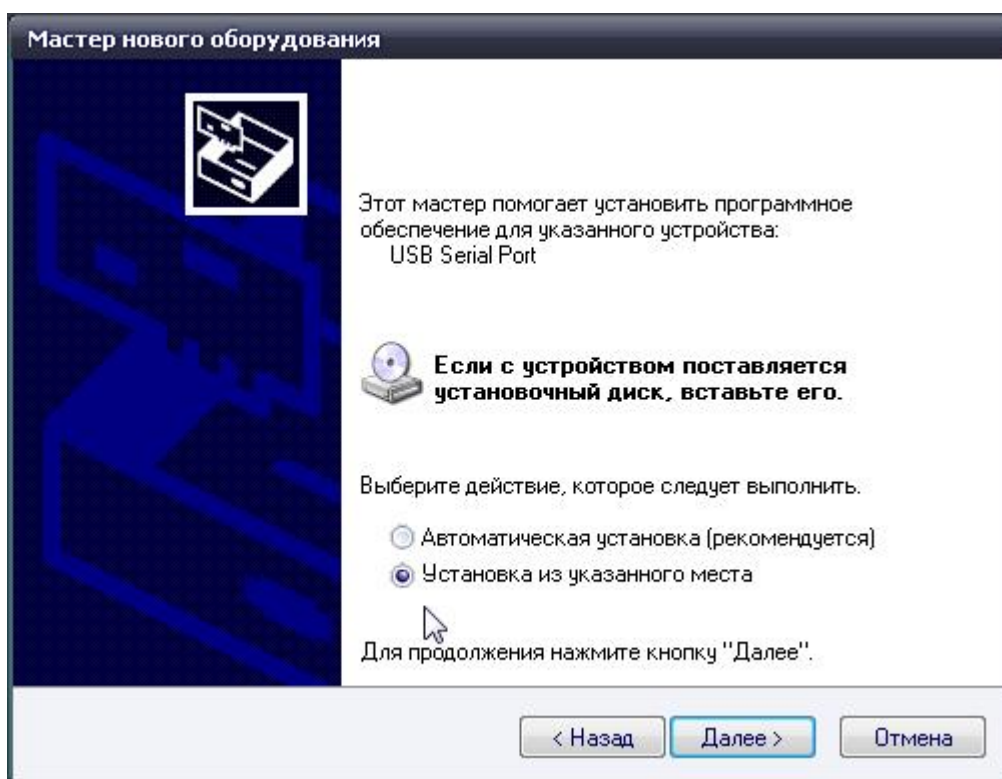 Мастер нового оборудования
Этот мастер помогает установить программное
обеспечение для указанного устройства:
USB Serial Port
Если с устройством поставляется
установочный диск, вставьте его.
Выберите действие, которое следует выполнить.
Автоматическая установка (рекомендуется)
Установка из указанного места
Для продолжения нажмите кнопку "Далее".
< Назад
Далее >
Отмена